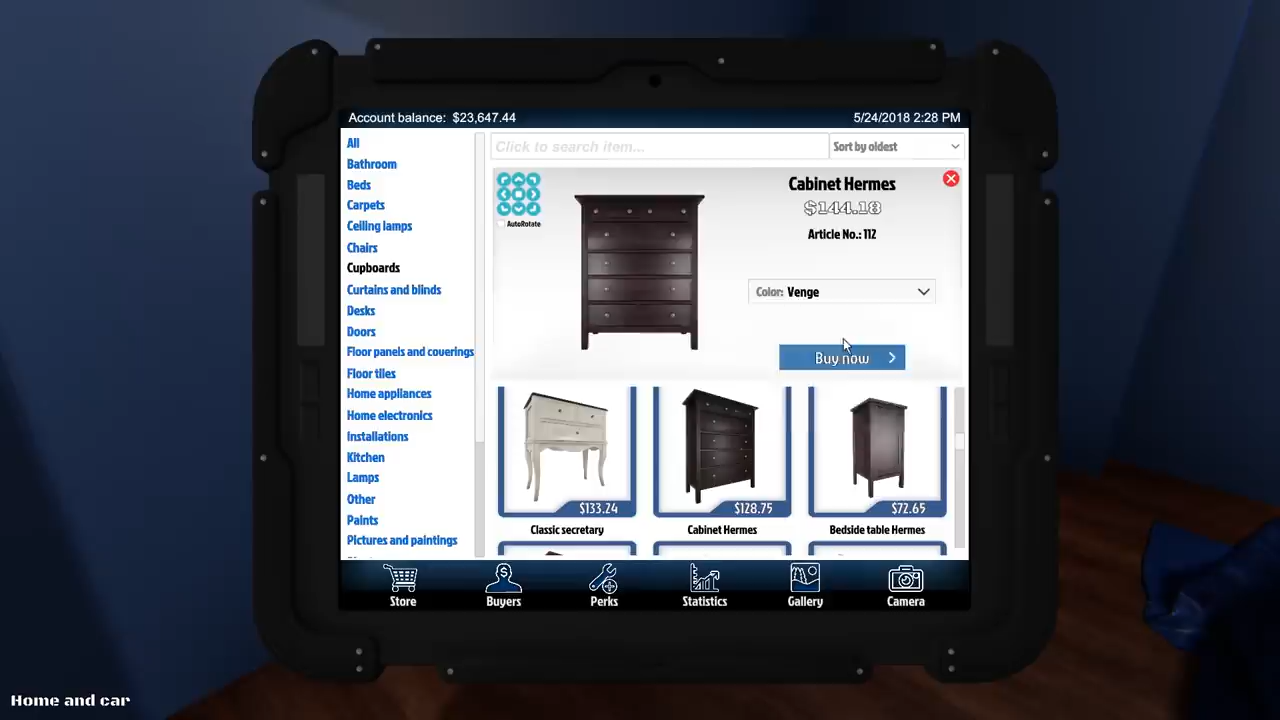 Account balance: $23,647.44
5/24/2018 2:28 PM
All
Bathroom
Beds
Carpets
Ceiling lamps
Chairs
Cupboards
Curtains and blinds
Desks
Doors
Floor panels and coverings
Floor tiles
Home appliances
Home electronics
Installations
Kitchen
Lamps
Other
Paints
Pictures and paintings
Click to search item...
Sort by oldest
AutoRotate
Cabinet Hermes
$144.18
Article No.: 112
Color: Venge
Buy now
$133.24
$128.75
$72.65
Classic secretary
Cabinet Hermes
Bedside table Hermes
Store
Buyers
Perks
Statistics
Gallery
Camera
Home and car